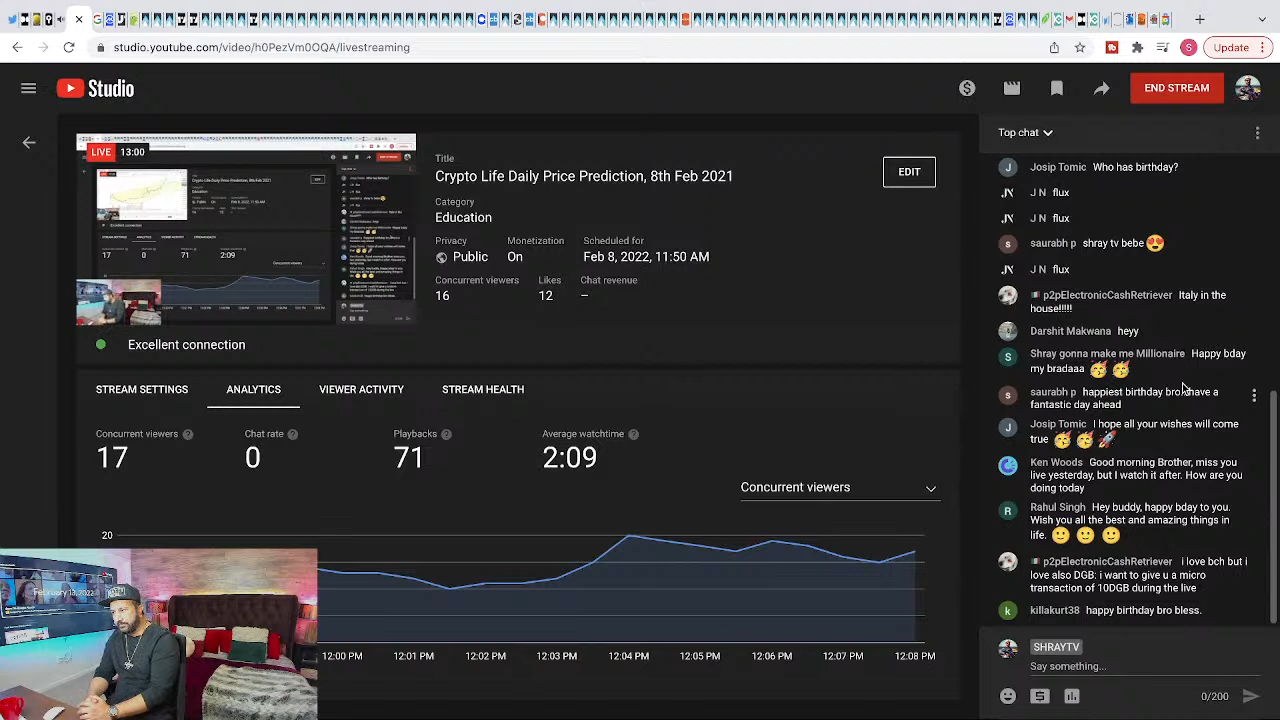 studio.youtube.com/video/h0PezVm0OQA/livestreaming
S
Update
Studio
END STREAM
LIVE 13:00
Title
Crypto Life Daily Price Prediction, 8th Feb 2021
EDIT
Category
Education
Privacy
Public
Moderation
On
Scheduled for
Feb 8, 2022, 11:50 AM
Concurrent viewers
16
Likes
12
Chat revenue
–
Excellent connection
STREAM SETTINGS
ANALYTICS
VIEWER ACTIVITY
STREAM HEALTH
Concurrent viewers
17
Chat rate
0
Playbacks
71
Average watchtime
2:09
Concurrent viewers
20
12:00 PM 12:01 PM 12:02 PM 12:03 PM 12:04 PM 12:05 PM 12:06 PM 12:07 PM 12:08 PM
February 13, 2022
Top chat
Josip Tomic Who has birthday?
J N flux
J N flux
saurabh p ary tv bebe
J N flux
p2pElectronicCashRetriever Italy in the
house!!!!
Darshit Makwana heyy
Shray gonna make me Millionaire Happy bday
my bradaaa
saurabh p happiest birthday bro. have a
fantastic day ahead
Josip Tomic I hope all your wishes will come
true
Ken Woods Good morning Brother, miss you
live yesterday, but I watch it after. How are you
doing today
Rahul Singh Hey buddy, happy bday to you.
Wish you all the best and amazing things in
life.
p2pElectronicCashRetriever i love bch but i
love also DGB: i want to give u a micro
transaction of 10DGB during the live
killakurt38 happy birthday bro bless.
SHRAYTV
Say something...
0/200